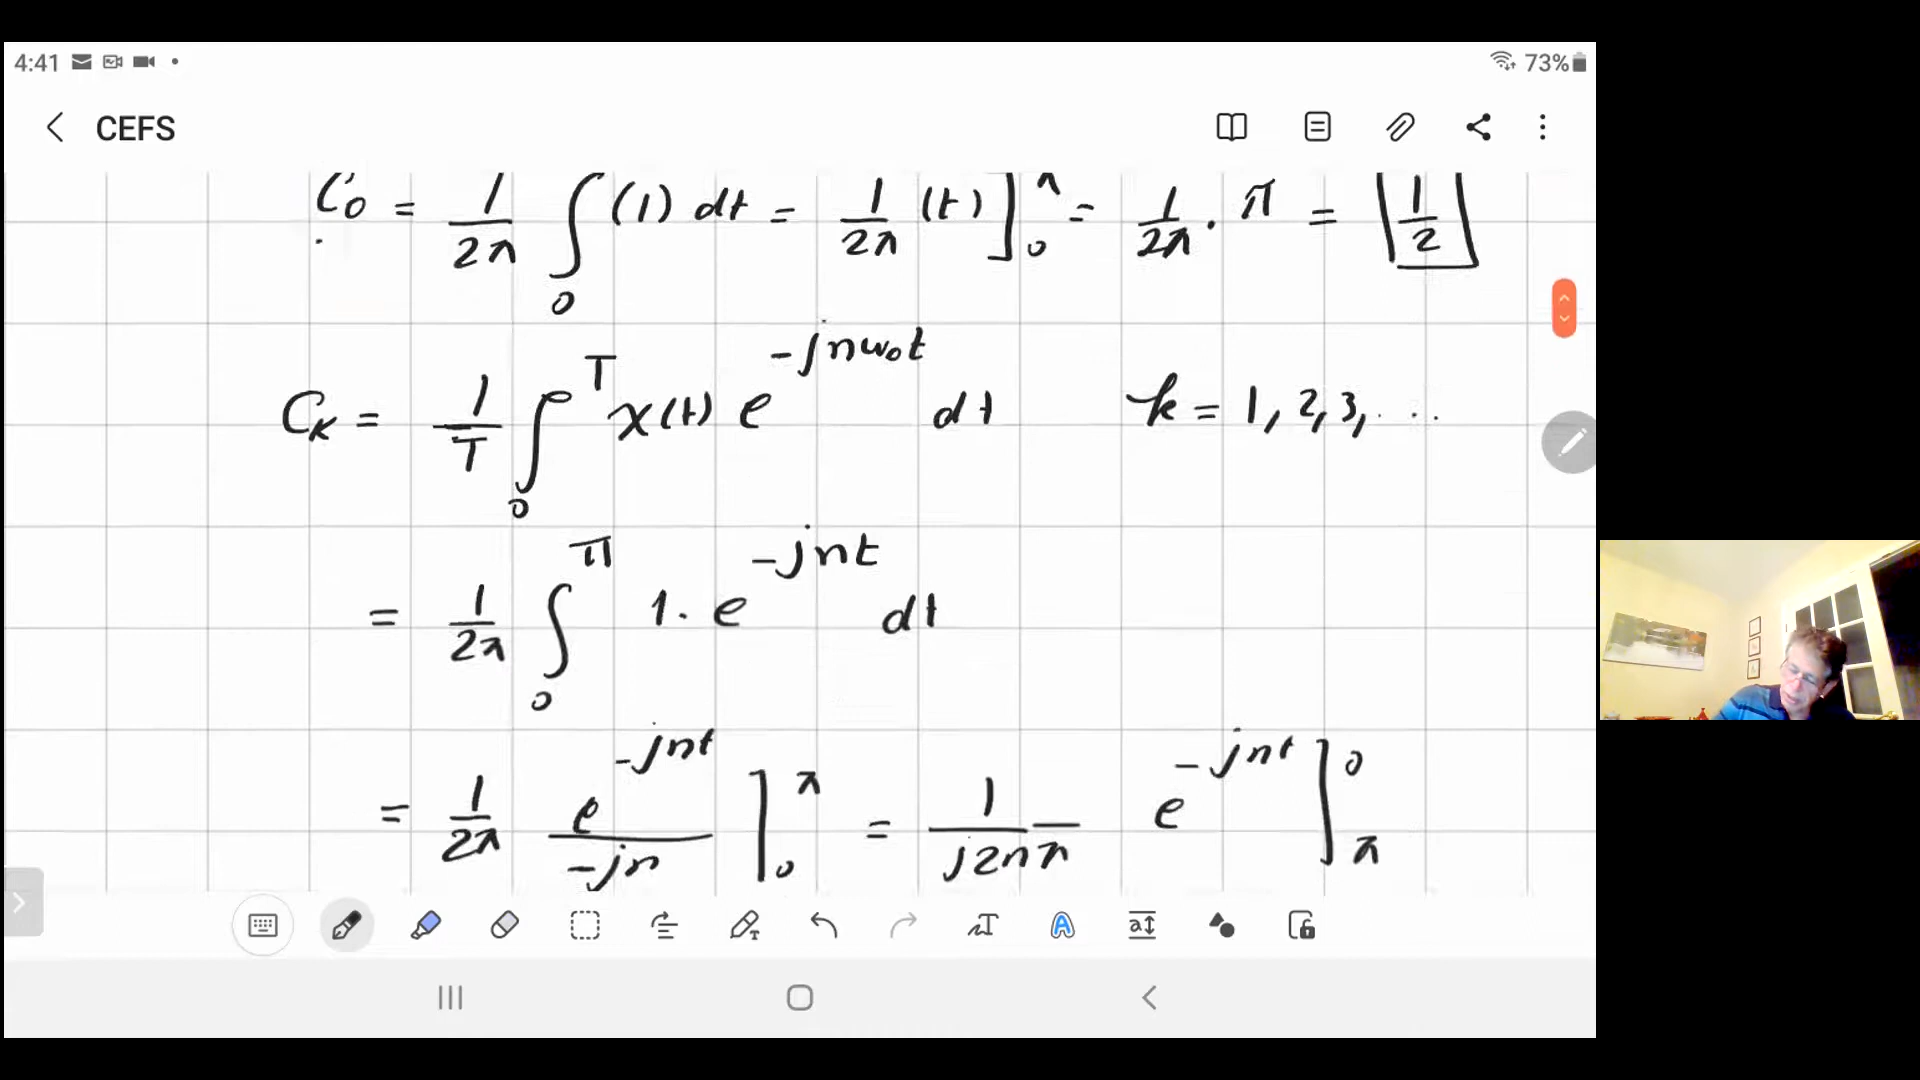 4:41 73%
CEFS
C₀ = 1/2π ∫₀ (1) dt = 1/2π (t)]₀^π = 1/2π · π = 1/2
C_K = 1/T ∫₀^T x(t) e^(-jnω₀t) dt k = 1, 2, 3, ...
= 1/2π ∫₀^π 1. e^(-jnt) dt
= 1/2π e^(-jnt)/-jn ]₀^π = 1/j2nπ e^(-jnt) ]_π^0